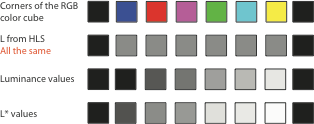 Corners of the RGB
color cube
L from HLS
All the same
Luminance values
L* values